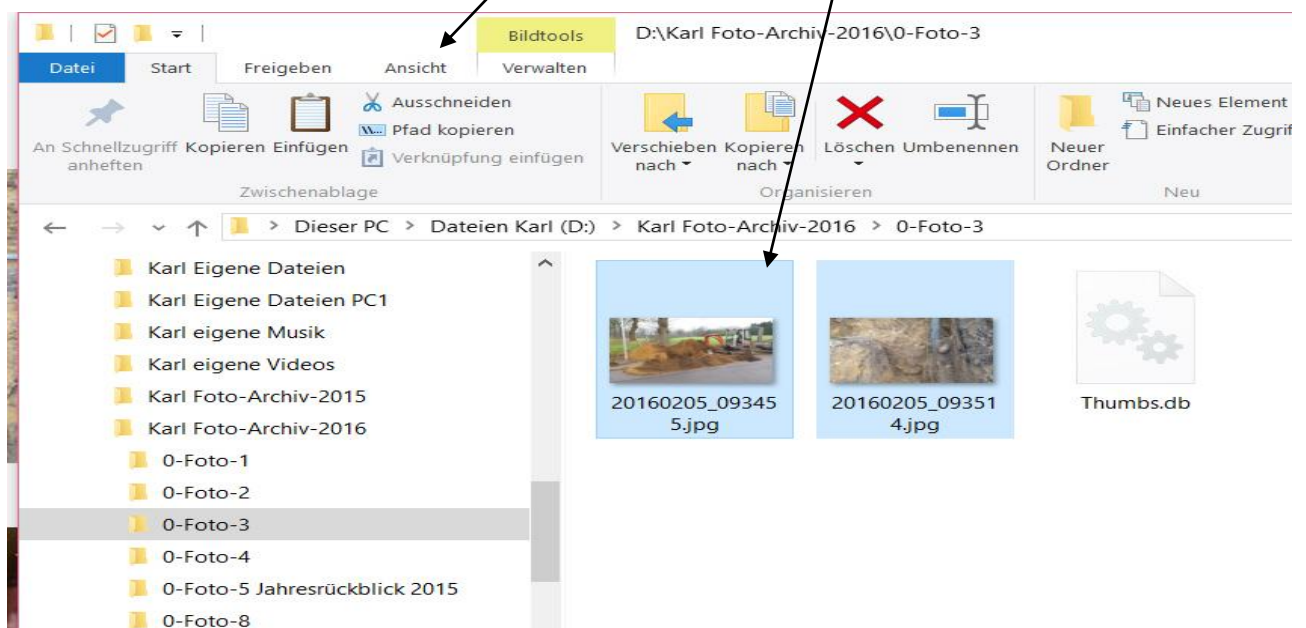 Bildtools
D:\Karl Foto-Archiv-2016\0-Foto-3
Datei Start Freigeben Ansicht Verwalten
An Schnellzugriff
anheften
Kopieren
Einfügen
Ausschneiden
Pfad kopieren
Verknüpfung einfügen
Zwischenablage
Verschieben
nach
Kopieren
nach
Löschen
Umbenennen
Organisieren
Neuer
Ordner
Neues Element
Einfacher Zugrif
Neu
Dieser PC > Dateien Karl (D:) > Karl Foto-Archiv-2016 > 0-Foto-3
Karl Eigene Dateien
Karl Eigene Dateien PC1
Karl eigene Musik
Karl eigene Videos
Karl Foto-Archiv-2015
Karl Foto-Archiv-2016
0-Foto-1
0-Foto-2
0-Foto-3
0-Foto-4
0-Foto-5 Jahresrückblick 2015
0-Foto-8
20160205_09345
5.jpg
20160205_09351
4.jpg
Thumbs.db